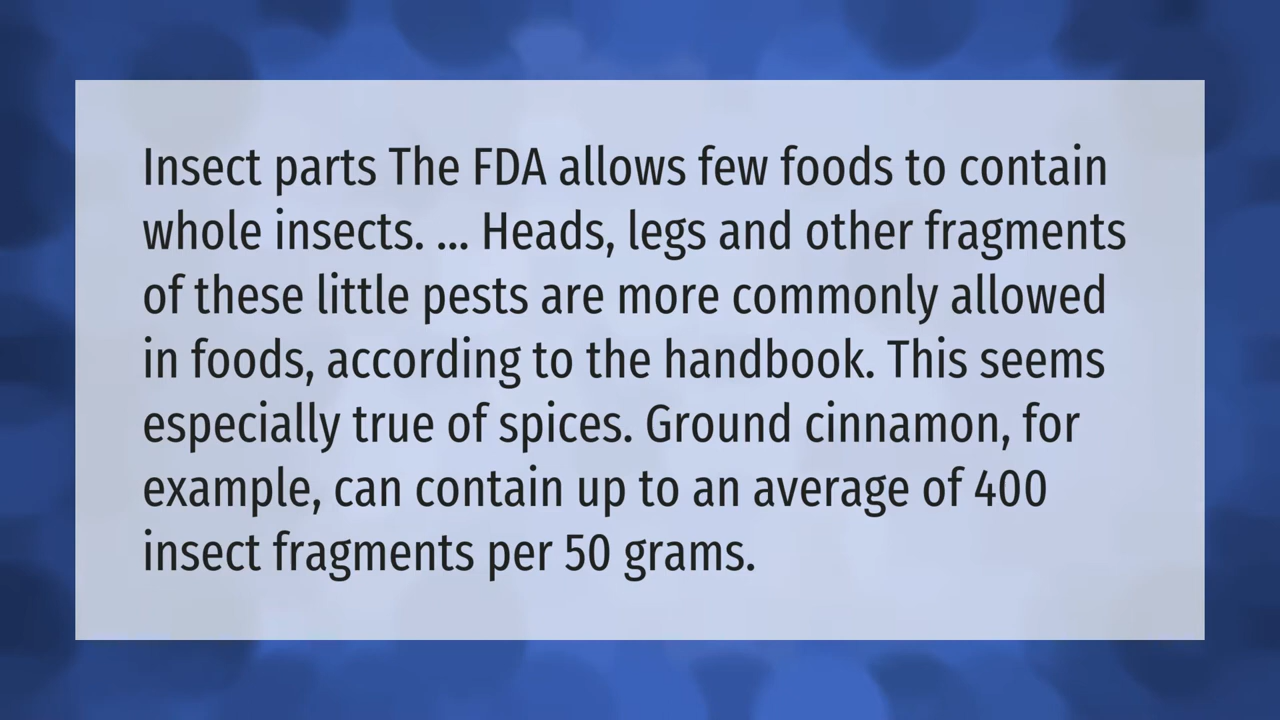 Insect parts The FDA allows few foods to contain
whole insects. ... Heads, legs and other fragments
of these little pests are more commonly allowed
in foods, according to the handbook. This seems
especially true of spices. Ground cinnamon, for
example, can contain up to an average of 400
insect fragments per 50 grams.